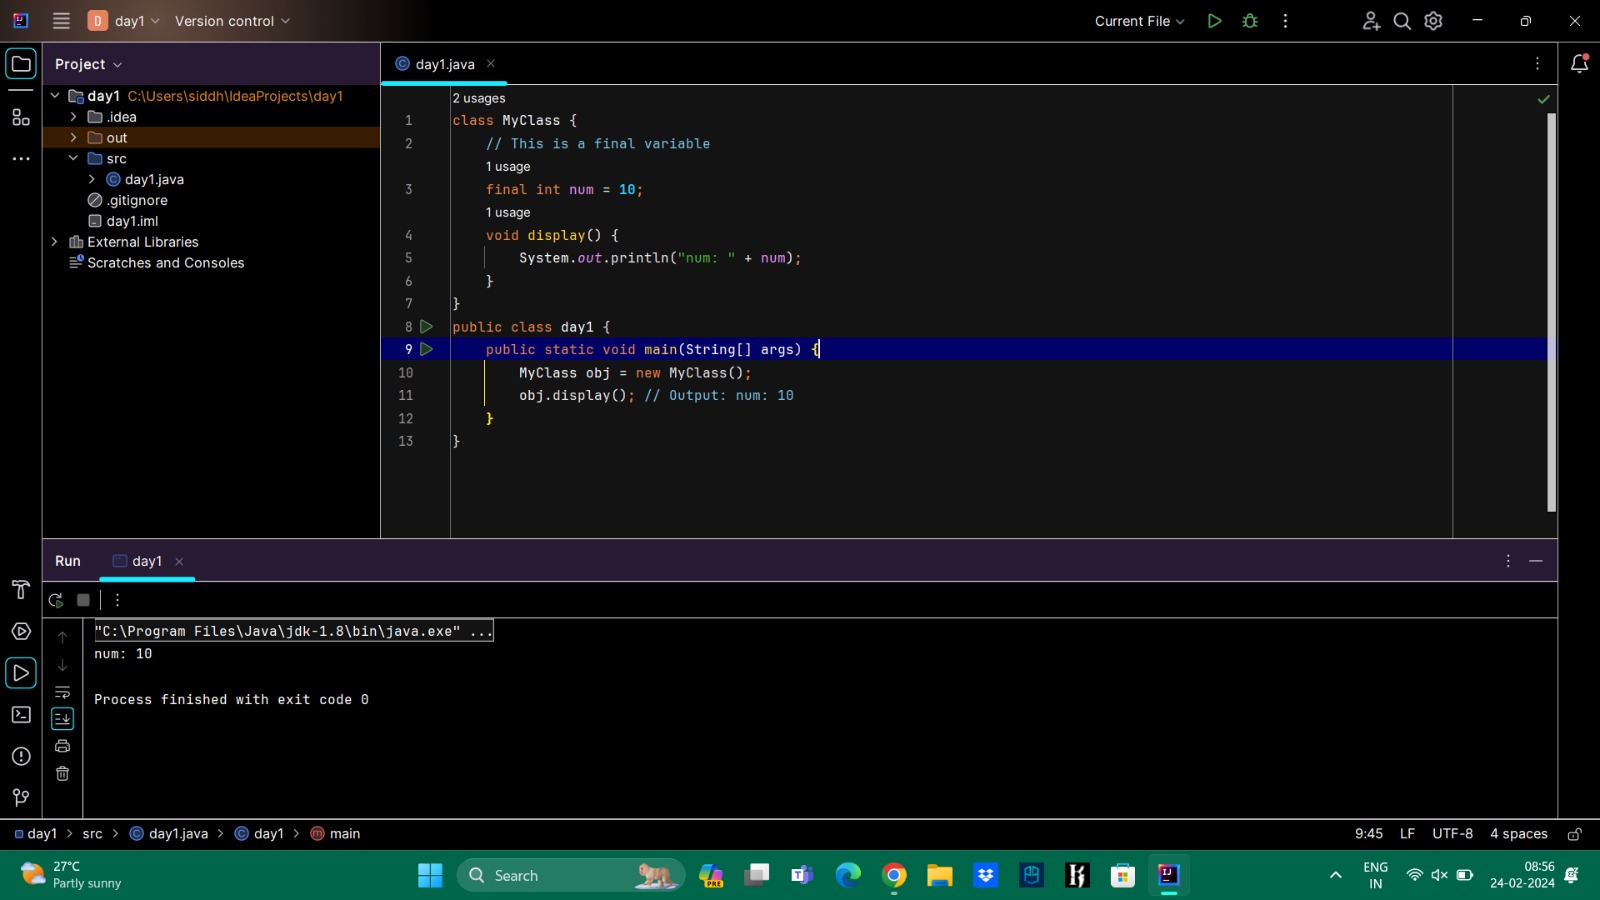 D day1 Version control Current File
Project
day1.java
day1 C:\Users\siddh\IdeaProjects\day1
.idea
out
src
day1.java
.gitignore
day1.iml
External Libraries
Scratches and Consoles
2 usages
1 class MyClass {
2 // This is a final variable
1 usage
3 final int num = 10;
1 usage
4 void display() {
5 System.out.println("num: " + num);
6 }
7 }
8 public class day1 {
9 public static void main(String[] args) {
10 MyClass obj = new MyClass();
11 obj.display(); // Output: num: 10
12 }
13 }
Run day1
"C:\Program Files\Java\jdk-1.8\bin\java.exe" ...
num: 10
Process finished with exit code 0
day1 > src > day1.java > day1 > main 9:45 LF UTF-8 4 spaces
27°C
Partly sunny
Search
PRE
ENG
IN
08:56
24-02-2024